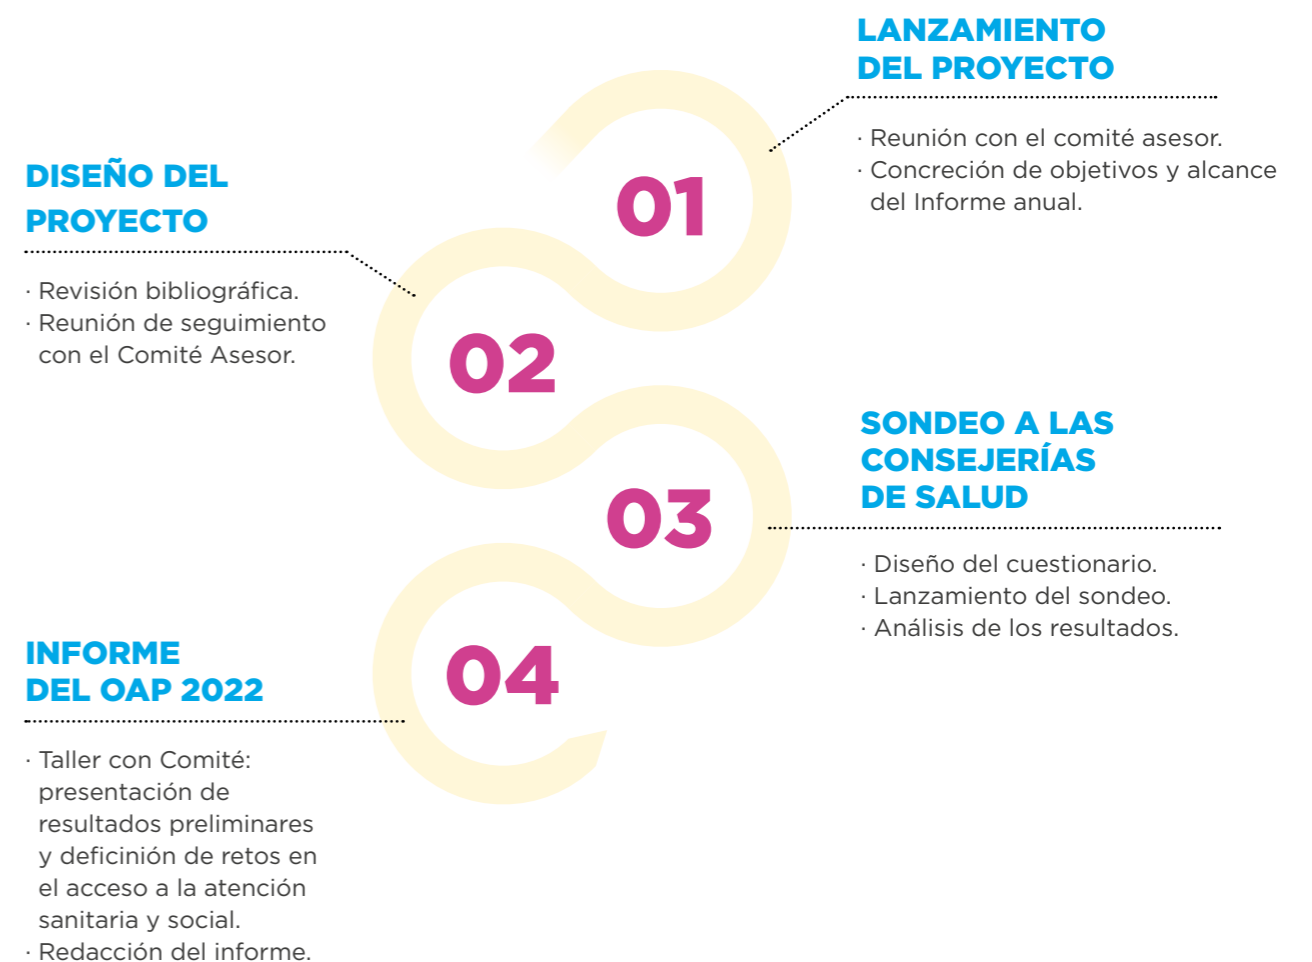 01
LANZAMIENTO
DEL PROYECTO
· Reunión con el comité asesor.
· Concreción de objetivos y alcance
del Informe anual.
02
DISEÑO DEL
PROYECTO
· Revisión bibliográfica.
· Reunión de seguimiento
con el Comité Asesor.
03
SONDEO A LAS
CONSEJERÍAS
DE SALUD
· Diseño del cuestionario.
· Lanzamiento del sondeo.
· Análisis de los resultados.
04
INFORME
DEL OAP 2022
· Taller con Comité:
presentación de
resultados preliminares
y deficinión de retos en
el acceso a la atención
sanitaria y social.
· Redacción del informe.